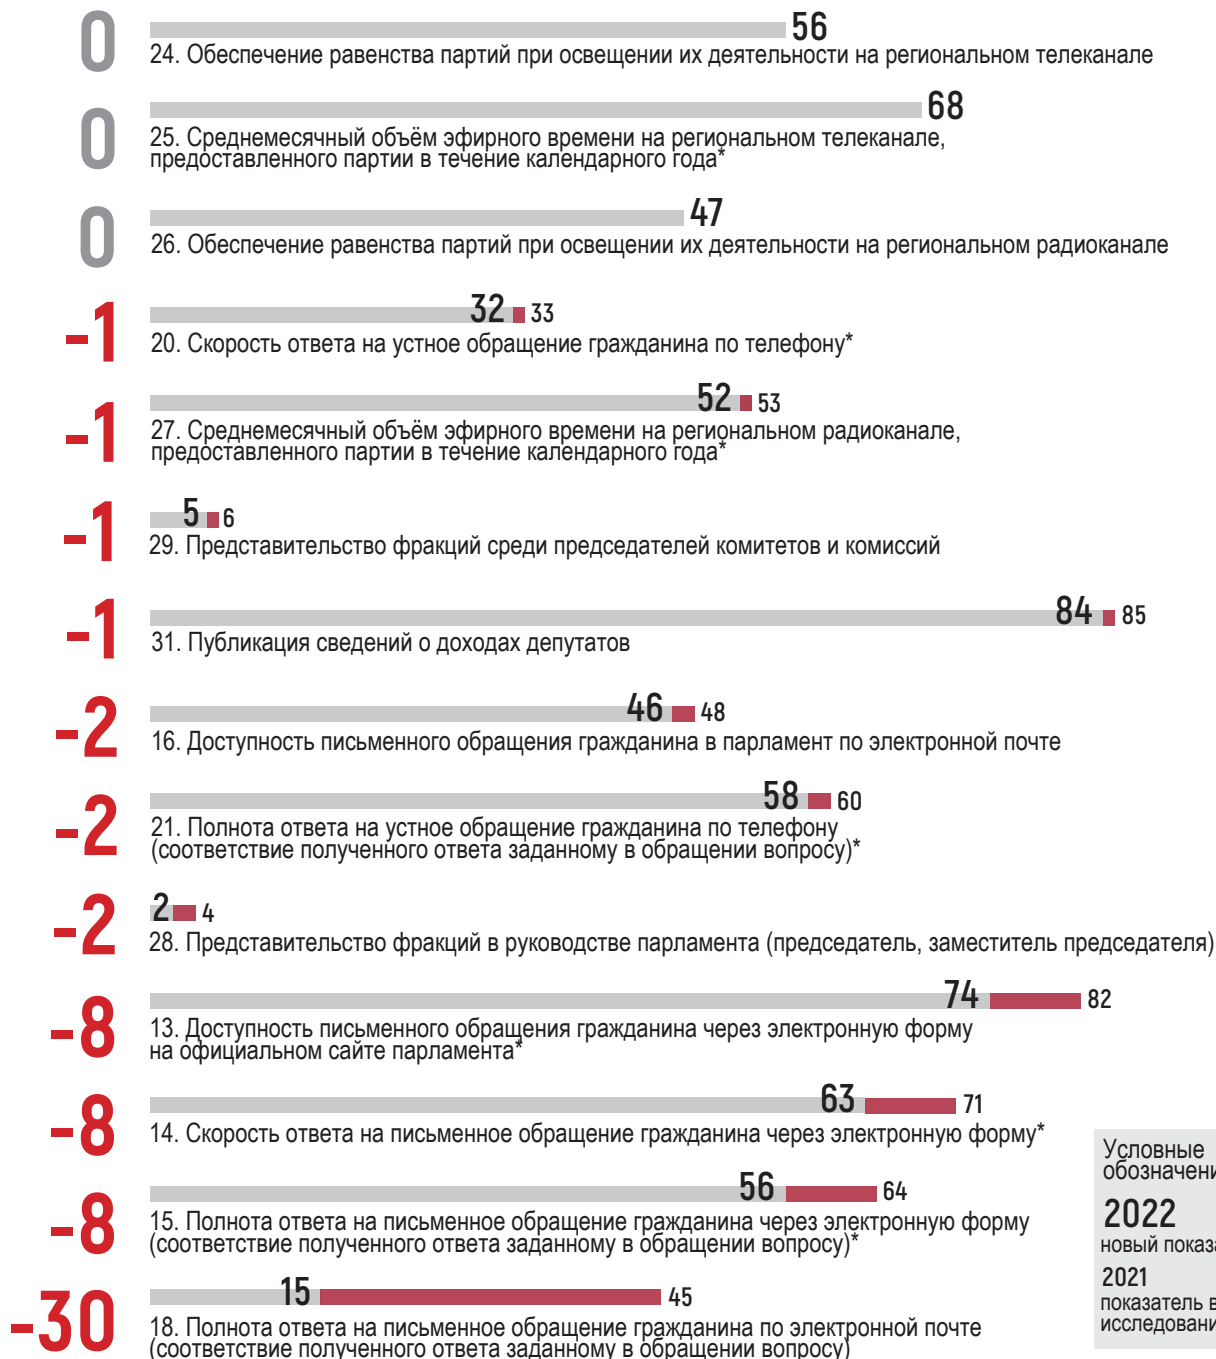 0
56
24. Обеспечение равенства партий при освещении их деятельности на региональном телеканале
0
68
25. Среднемесячный объём эфирного времени на региональном телеканале,
предоставленного партии в течение календарного года*
0
47
26. Обеспечение равенства партий при освещении их деятельности на региональном радиоканале
-1
32 33
20. Скорость ответа на устное обращение гражданина по телефону*
-1
52 53
27. Среднемесячный объём эфирного времени на региональном радиоканале,
предоставленного партии в течение календарного года*
-1
5 6
29. Представительство фракций среди председателей комитетов и комиссий
-1
84 85
31. Публикация сведений о доходах депутатов
-2
46 48
16. Доступность письменного обращения гражданина в парламент по электронной почте
-2
58 60
21. Полнота ответа на устное обращение гражданина по телефону
(соответствие полученного ответа заданному в обращении вопросу)*
-2
2 4
28. Представительство фракций в руководстве парламента (председатель, заместитель председателя)
-8
74 82
13. Доступность письменного обращения гражданина через электронную форму
на официальном сайте парламента*
-8
63 71
14. Скорость ответа на письменное обращение гражданина через электронную форму*
-8
56 64
15. Полнота ответа на письменное обращение гражданина через электронную форму
(соответствие полученного ответа заданному в обращении вопросу)*
-30
15 45
18. Полнота ответа на письменное обращение гражданина по электронной почте
(соответствие полученного ответа заданному в обращении вопросу)
Условные
2022
новый
2021
показатель